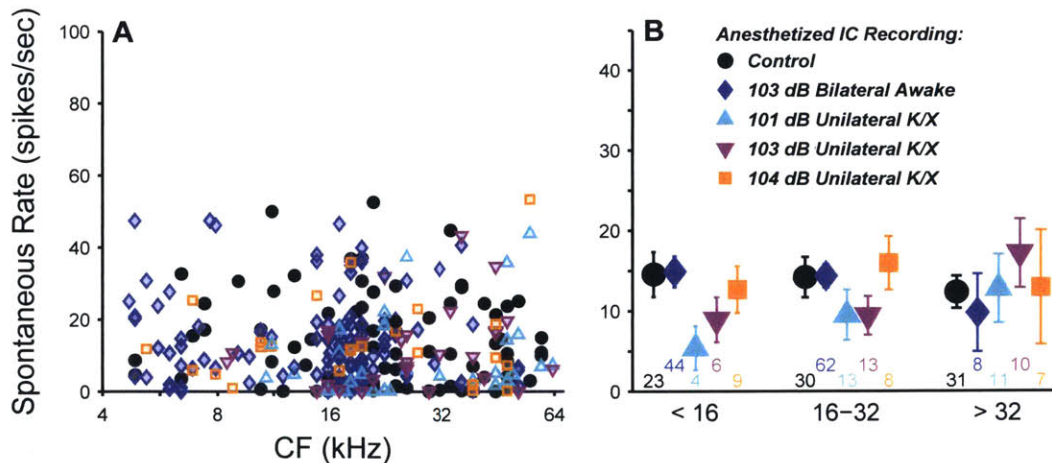 A
Spontaneous Rate (spikes/sec)
100
80
60
40
20
0
4
8
16
32
64
CF (kHz)
B
Anesthetized IC Recording:
Control
103 dB Bilateral Awake
101 dB Unilateral K/X
103 dB Unilateral K/X
104 dB Unilateral K/X
40
30
20
10
0
23 44 4 6 9
30 62 13 13 8
31 8 11 10 7
< 16
16–32
> 32